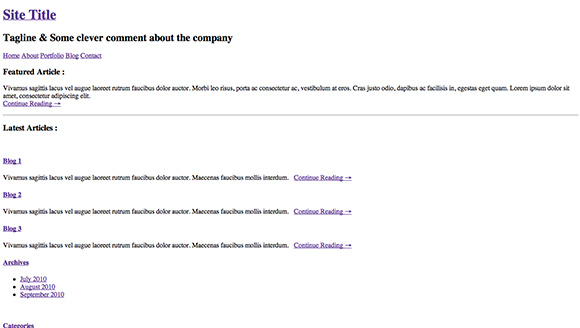 Site Title
Tagline & Some clever comment about the company
Home About Portfolio Blog Contact
Featured Article :
Vivamus sagittis lacus vel augue laoreet rutrum faucibus dolor auctor. Morbi leo risus, porta ac consectetur ac, vestibulum at eros. Cras justo odio, dapibus ac facilisis in, egestas eget quam. Lorem ipsum dolor sit
amet, consectetur adipiscing elit.
Continue Reading →
Latest Articles :
Blog 1
Vivamus sagittis lacus vel augue laoreet rutrum faucibus dolor auctor. Maecenas faucibus mollis interdum. Continue Reading →
Blog 2
Vivamus sagittis lacus vel augue laoreet rutrum faucibus dolor auctor. Maecenas faucibus mollis interdum. Continue Reading →
Blog 3
Vivamus sagittis lacus vel augue laoreet rutrum faucibus dolor auctor. Maecenas faucibus mollis interdum. Continue Reading →
Archives
• July 2010
• August 2010
• September 2010
Categories